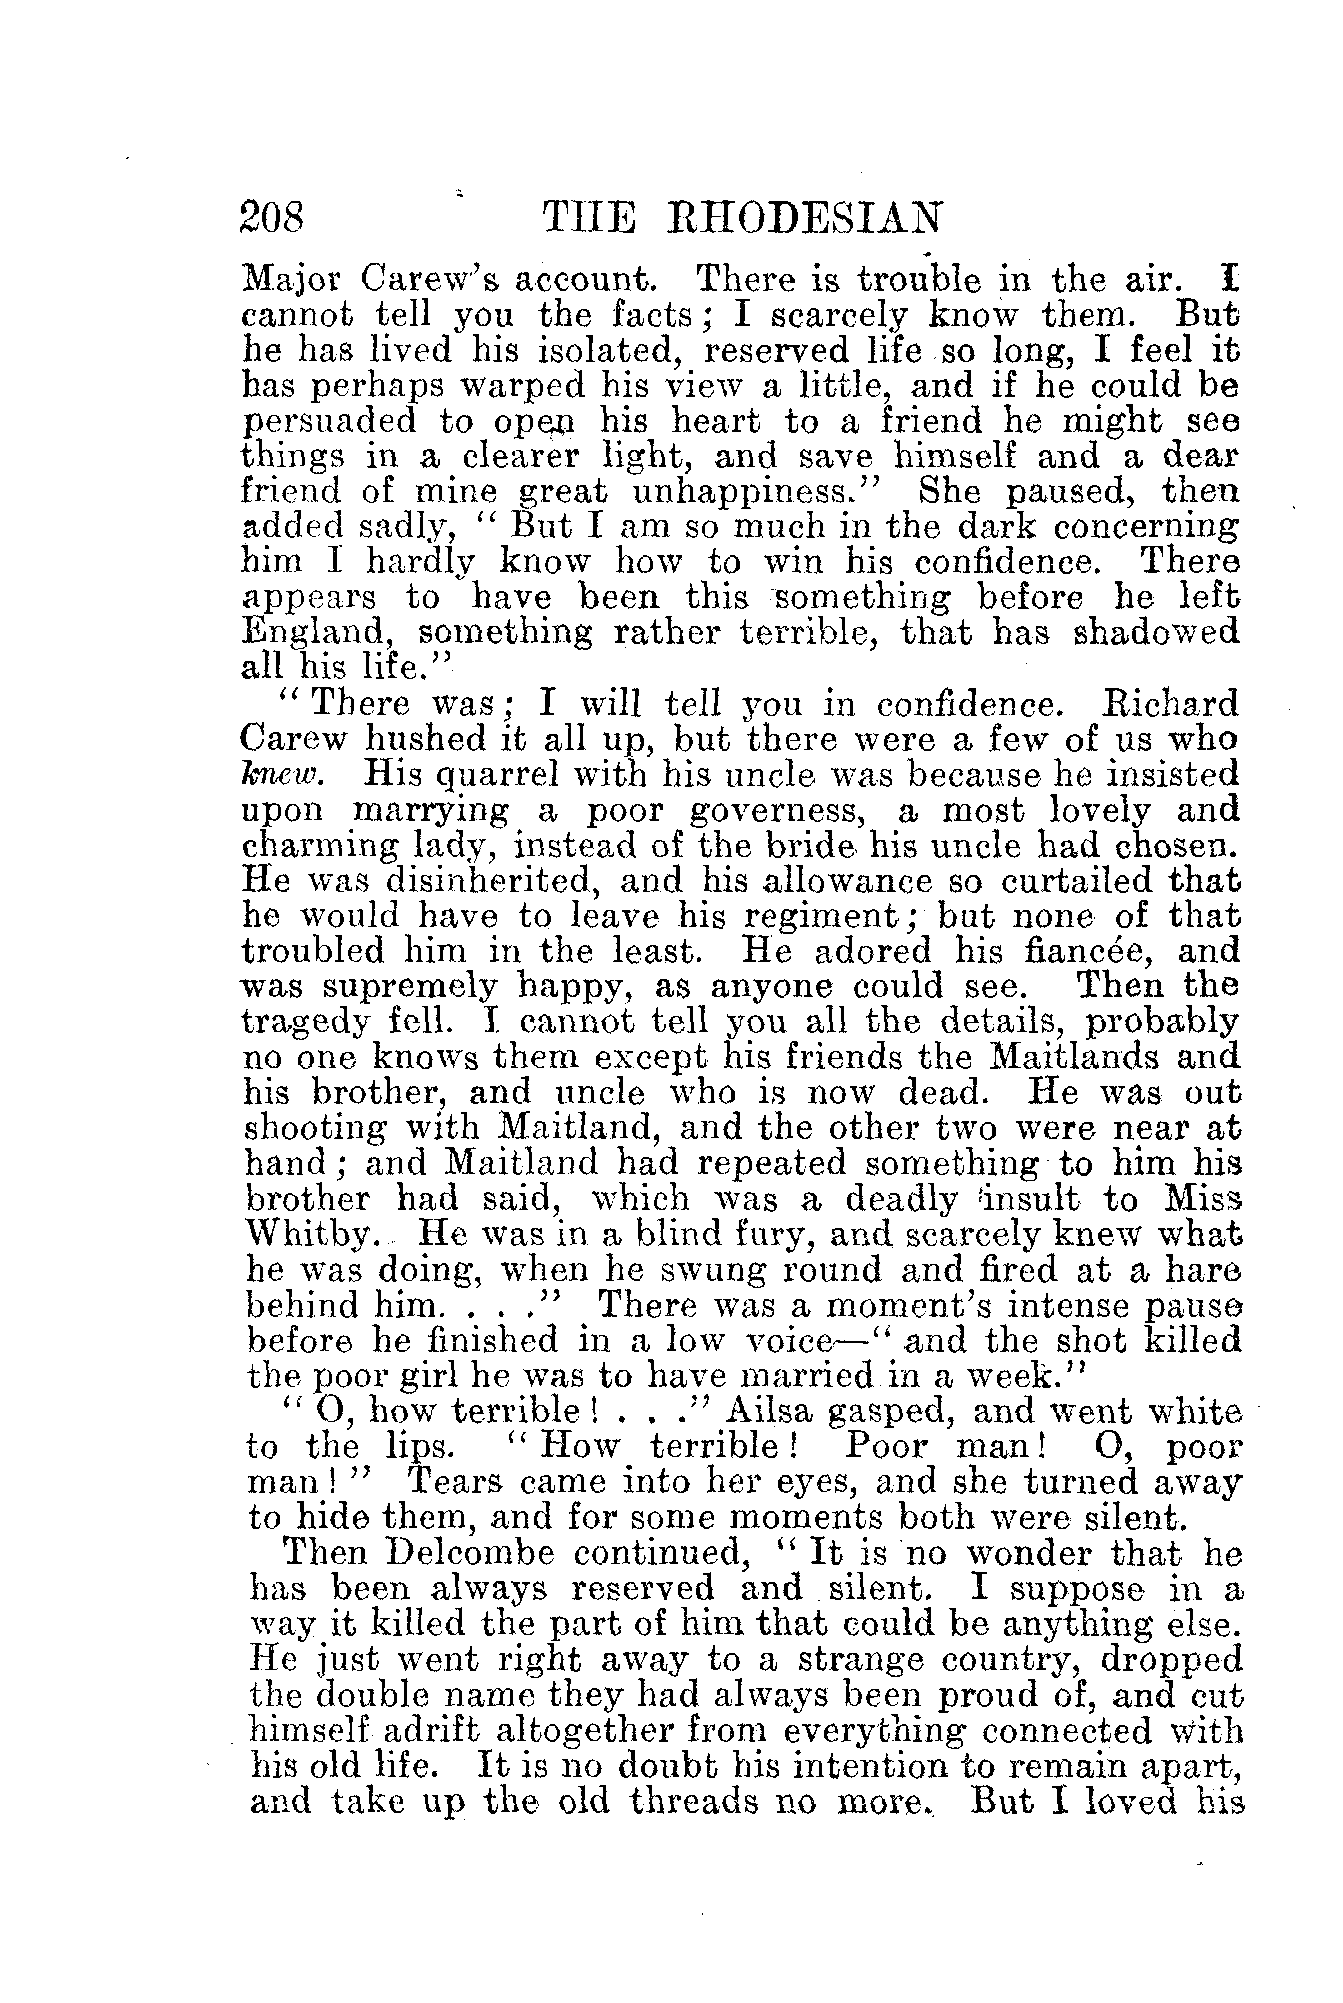 208 THE RHODESIAN
Major Carew's account. There is trouble in the air. I
cannot tell you the facts; I scarcely know them. But
he has lived his isolated, reserved life so long, I feel it
has perhaps warped his view a little, and if he could be
persuaded to open his heart to a friend he might see
things in a clearer light, and save himself and a dear
friend of mine great unhappiness." She paused, then
added sadly, "But I am so much in the dark concerning
him I hardly know how to win his confidence. There
appears to have been this something before he left
England, something rather terrible, that has shadowed
all his life."
"There was; I will tell you in confidence. Richard
Carew hushed it all up, but there were a few of us who
knew. His quarrel with his uncle was because he insisted
upon marrying a poor governess, a most lovely and
charming lady, instead of the bride his uncle had chosen.
He was disinherited, and his allowance so curtailed that
he would have to leave his regiment; but none of that
troubled him in the least. He adored his fiancée, and
was supremely happy, as anyone could see. Then the
tragedy fell. I cannot tell you all the details, probably
no one knows them except his friends the Maitlands and
his brother, and uncle who is now dead. He was out
shooting with Maitland, and the other two were near at
hand; and Maitland had repeated something to him his
brother had said, which was a deadly insult to Miss
Whitby. He was in a blind fury, and scarcely knew what
he was doing, when he swung round and fired at a hare
behind him. . . ." There was a moment's intense pause
before he finished in a low voice—"and the shot killed
the poor girl he was to have married in a week."
"O, how terrible! . . ." Ailsa gasped, and went white
to the lips. "How terrible! Poor man! O, poor
man!" Tears came into her eyes, and she turned away
to hide them, and for some moments both were silent.
Then Delcombe continued, "It is no wonder that he
has been always reserved and silent. I suppose in a
way it killed the part of him that could be anything else.
He just went right away to a strange country, dropped
the double name they had always been proud of, and cut
himself adrift altogether from everything connected with
his old life. It is no doubt his intention to remain apart,
and take up the old threads no more. But I loved his